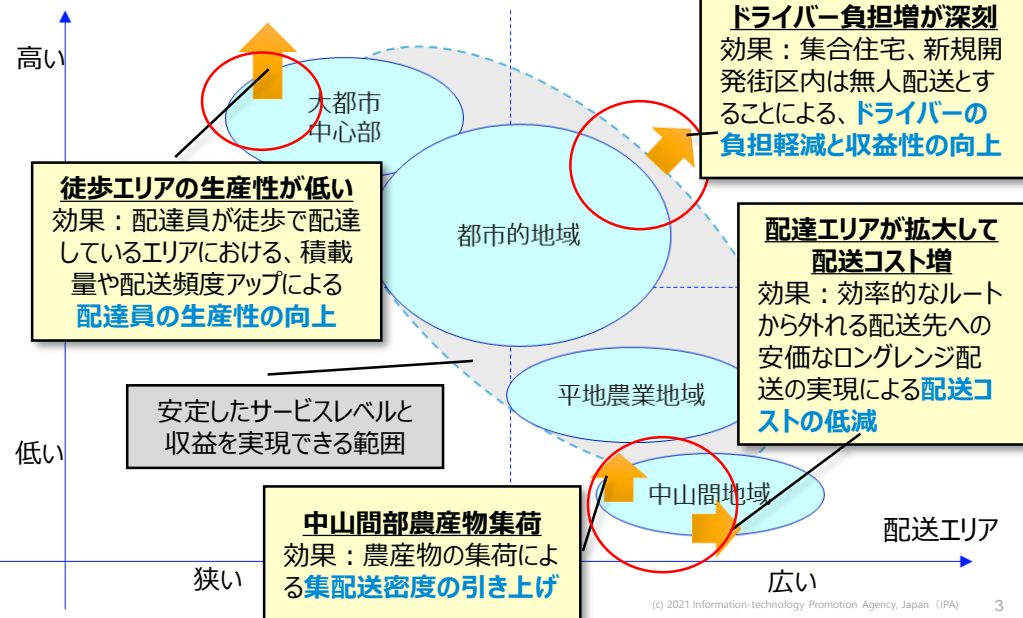 高い
大都市
中心部
ドライバー負担増が深刻
効果：集合住宅、新規開
発街区内は無人配送とす
ることによる、ドライバーの
負担軽減と収益性の向上
徒歩エリアの生産性が低い
効果：配達員が徒歩で配達
しているエリアにおける、積載
量や配送頻度アップによる
配達員の生産性の向上
都市的地域
配達エリアが拡大して
配送コスト増
効果：効率的なルート
から外れる配送先への
安価なロングレンジ配
送の実現による配送コ
ストの低減
平地農業地域
安定したサービスレベルと
収益を実現できる範囲
低い
中山間地域
中山間部農産物集荷
効果：農産物の集荷によ
る集配送密度の引き上げ
配送エリア
狭い
広い
(c) 2021 Information-technology Promotion Agency, Japan（IPA）
3